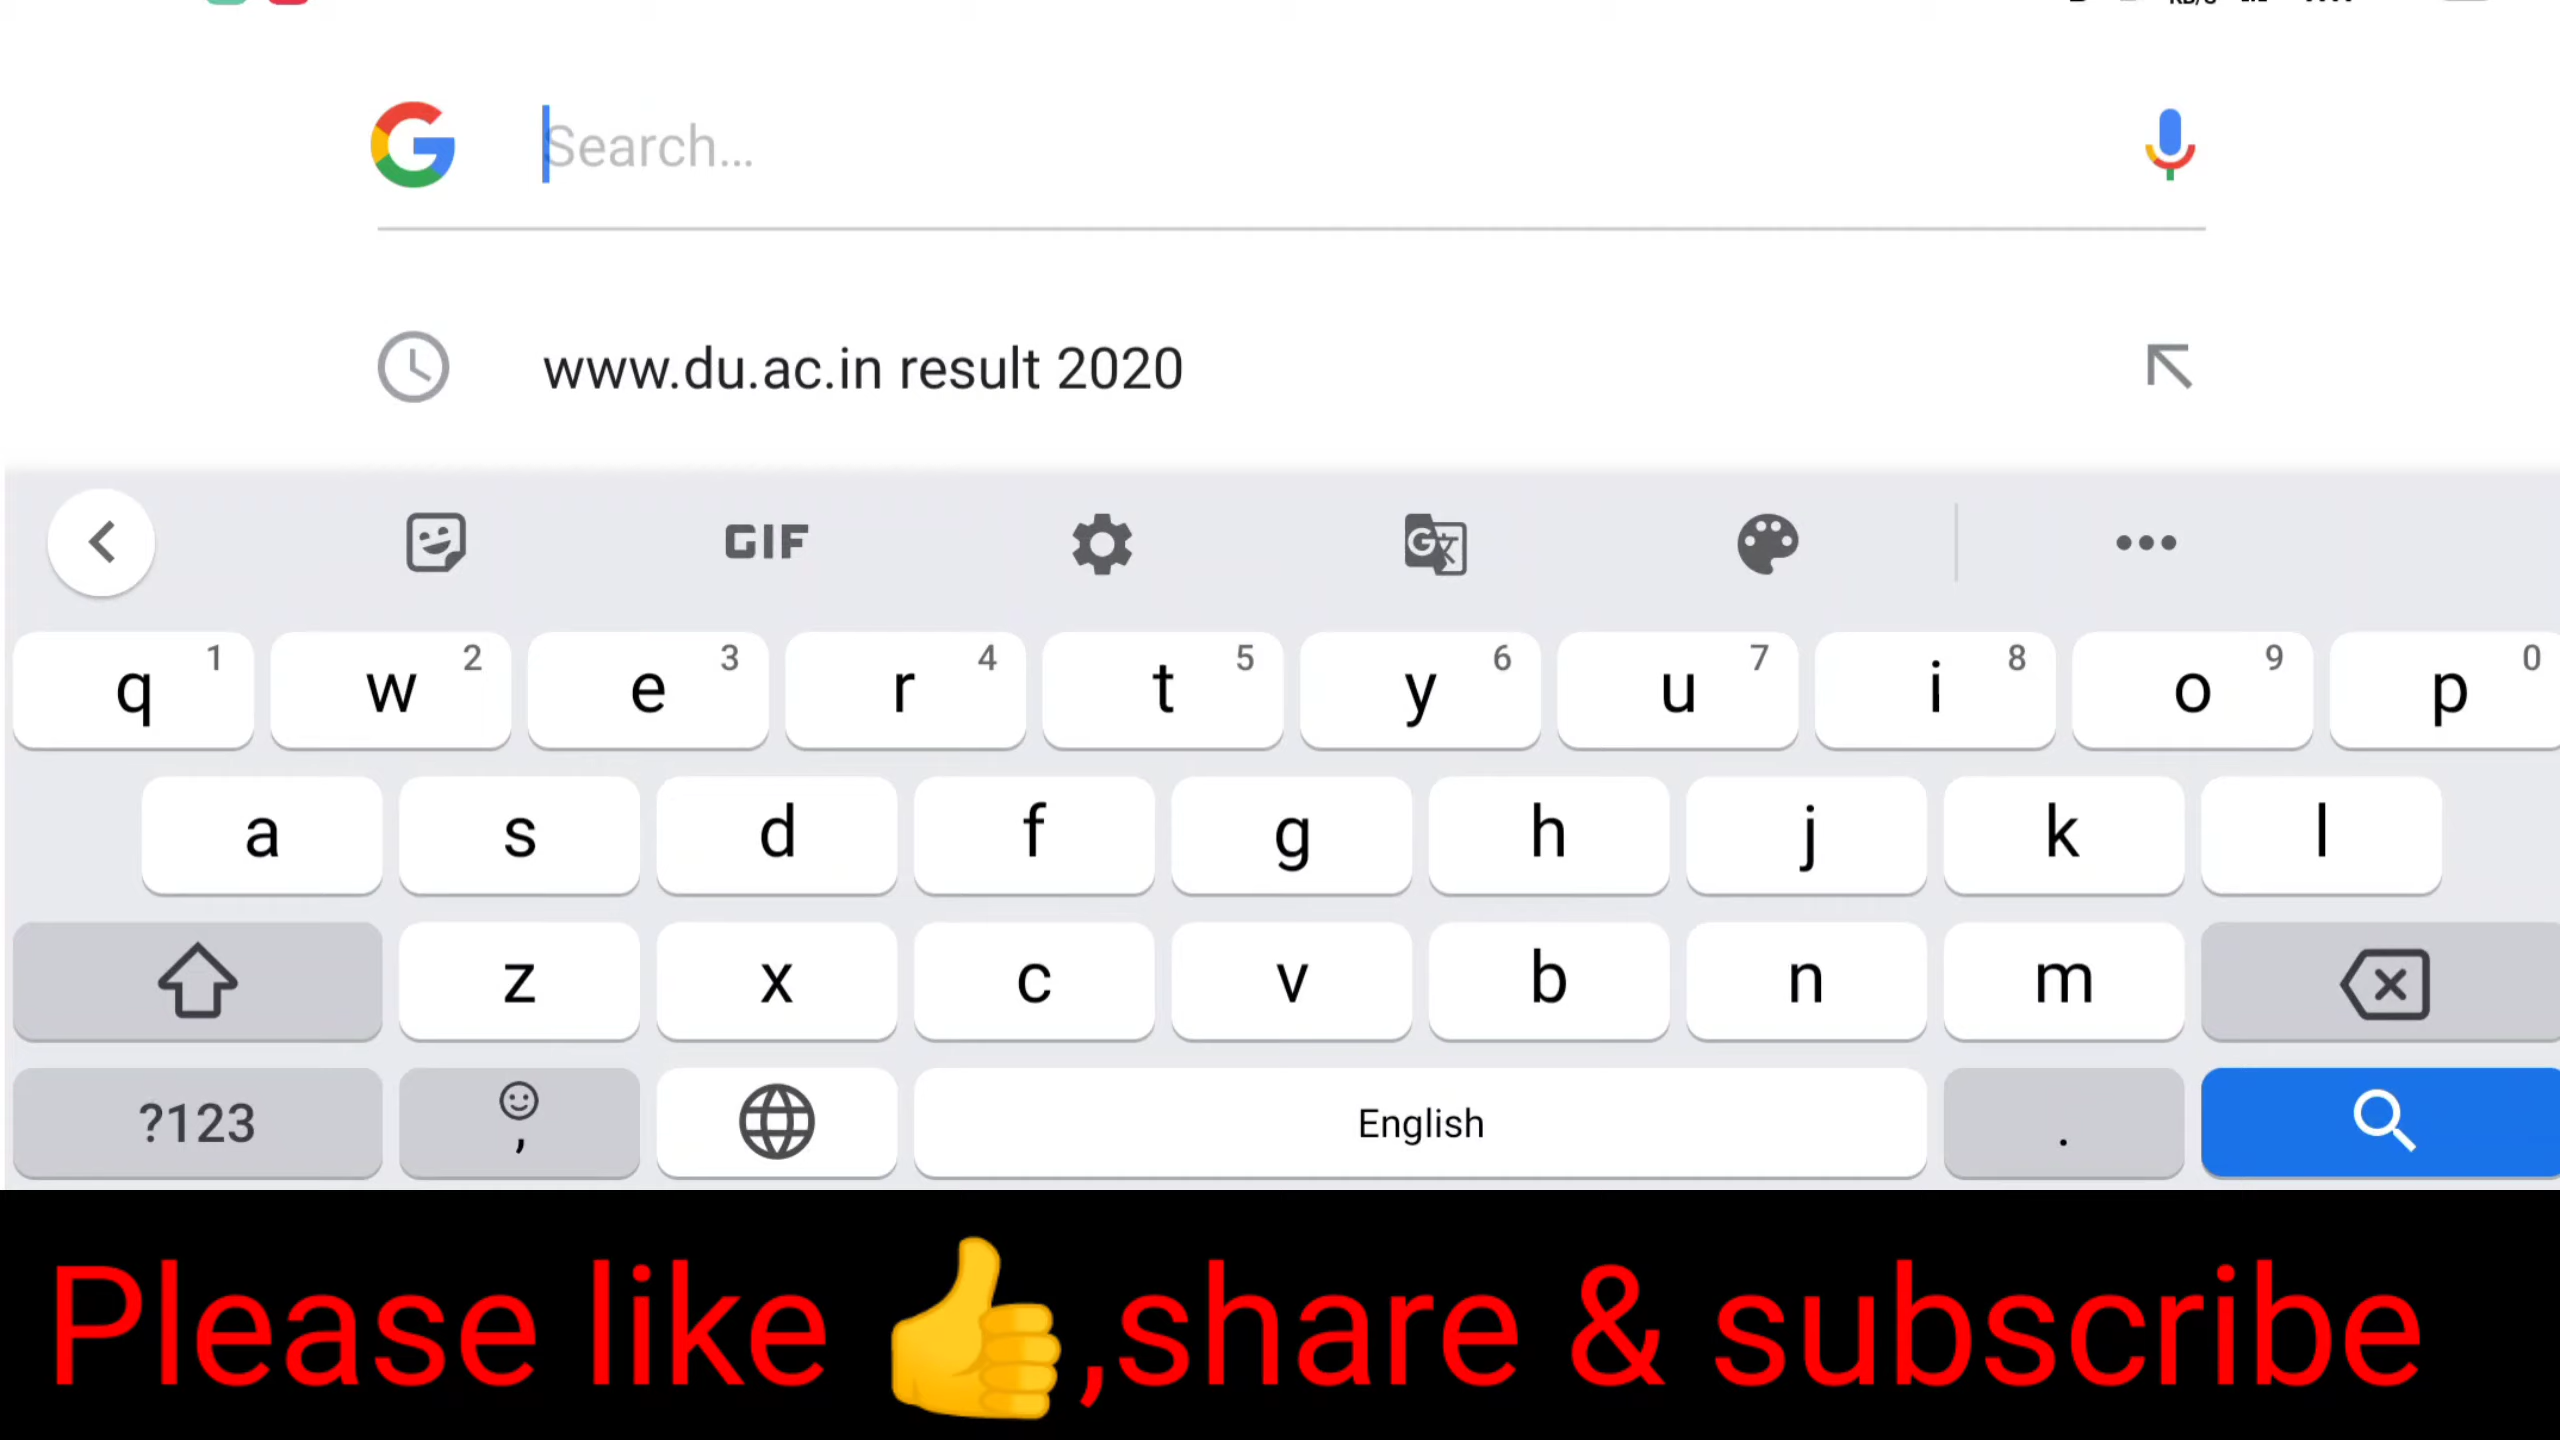 Search...
www.du.ac.in result 2020
GIF
q 1 w 2 e 3 r 4 t 5 y 6 u 7 i 8 o 9 p 0
a s d f g h j k l
z x c v b n m
?123 , English .
Please like 👍,share & subscribe